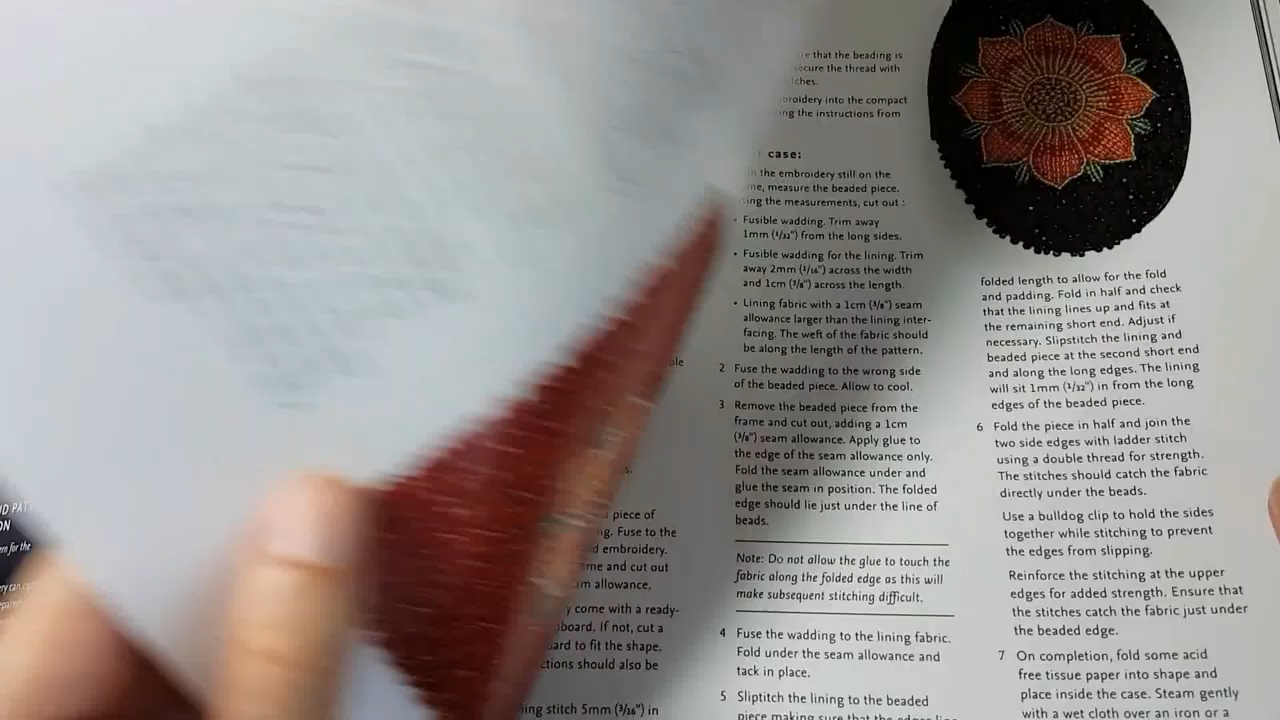 that the beading is
secure the thread with
into the compact
the instructions from
case:
the embroidery still on the
measure the beaded piece.
the measurements, cut out :
• Fusible wadding. Trim away
1mm (1/32") from the long sides.
• Fusible wadding for the lining. Trim
away 2mm (1/16") across the width
and 1cm (3/8") across the length.
• Lining fabric with a 1cm (3/8") seam
allowance larger than the lining inter-
facing. The weft of the fabric should
be along the length of the pattern.
2 Fuse the wadding to the wrong side
of the beaded piece. Allow to cool.
3 Remove the beaded piece from the
frame and cut out, adding a 1cm
(3/8") seam allowance. Apply glue to
the edge of the seam allowance only.
Fold the seam allowance under and
glue the seam in position. The folded
edge should lie just under the line of
beads.
Note: Do not allow the glue to touch the
fabric along the folded edge as this will
make subsequent stitching difficult.
4 Fuse the wadding to the lining fabric.
Fold under the seam allowance and
tack in place.
5 Sliptitch the lining to the beaded
piece making sure that the edges
folded length to allow for the fold
and padding. Fold in half and check
that the lining lines up and fits at
the remaining short end. Adjust if
necessary. Slipstitch the lining and
beaded piece at the second short end
and along the long edges. The lining
will sit 1mm (1/32") in from the long
edges of the beaded piece.
6 Fold the piece in half and join the
two side edges with ladder stitch
using a double thread for strength.
The stitches should catch the fabric
directly under the beads.
Use a bulldog clip to hold the sides
together while stitching to prevent
the edges from slipping.
Reinforce the stitching at the upper
edges for added strength. Ensure that
the stitches catch the fabric just under
the beaded edge.
7 On completion, fold some acid
free tissue paper into shape and
place inside the case. Steam gently
with a wet cloth over an iron or a
piece of
Fuse to the
embroidery.
and cut out
allowance.
come with a ready-
board. If not, cut a
to fit the shape.
should also be
stitch 5mm (3/16") in